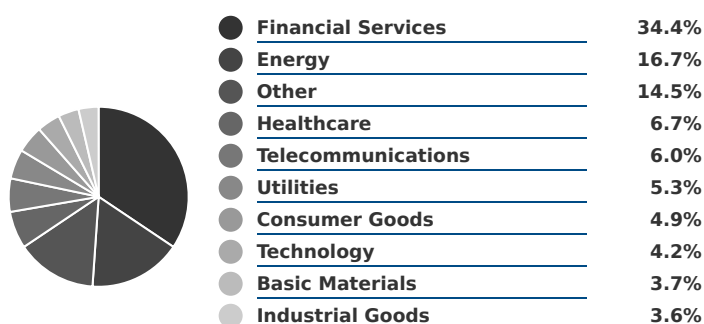 Financial Services 34.4%
Energy 16.7%
Other 14.5%
Healthcare 6.7%
Telecommunications 6.0%
Utilities 5.3%
Consumer Goods 4.9%
Technology 4.2%
Basic Materials 3.7%
Industrial Goods 3.6%